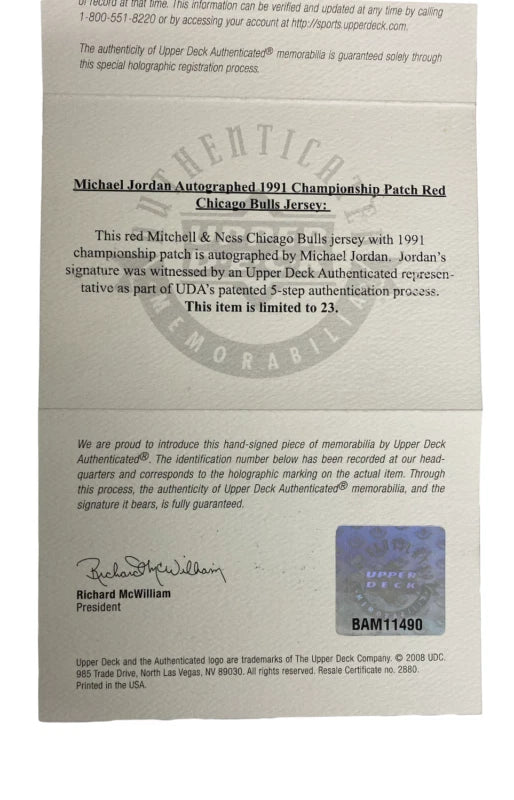 of record at that time. This information can be verified and updated at any time by calling
1-800-551-8220 or by accessing your account at http://sports.upperdeck.com.
The authenticity of Upper Deck Authenticated® memorabilia is guaranteed solely through
this special holographic registration process.
AUTHENTICATED
Michael Jordan Autographed 1991 Championship Patch Red
Chicago Bulls Jersey:
This red Mitchell & Ness Chicago Bulls jersey with 1991
championship patch is autographed by Michael Jordan. Jordan's
signature was witnessed by an Upper Deck Authenticated represen-
tative as part of UDA's patented 5-step authentication process.
This item is limited to 23.
MEMORABILIA
We are proud to introduce this hand-signed piece of memorabilia by Upper Deck
Authenticated®. The identification number below has been recorded at our head-
quarters and corresponds to the holographic marking on the actual item. Through
this process, the authenticity of Upper Deck Authenticated® memorabilia, and the
signature it bears, is fully guaranteed.
Richard McWilliam
Richard McWilliam
President
UPPER
DECK
BAM11490
Upper Deck and the Authenticated logo are trademarks of The Upper Deck Company. © 2008 UDC.
985 Trade Drive, North Las Vegas, NV 89030. All rights reserved. Resale Certificate no. 2880.
Printed in the USA.